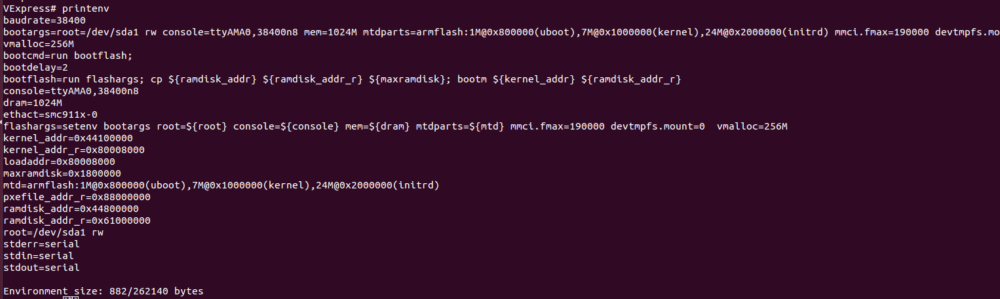 VExpress# printenv
baudrate=38400
bootargs=root=/dev/sda1 rw console=ttyAMA0,38400n8 mem=1024M mtdparts=armflash:1M@0x800000(uboot),7M@0x1000000(kernel),24M@0x2000000(initrd) mmci.fmax=190000 devtmpfs.mo
vmalloc=256M
bootcmd=run bootflash;
bootdelay=2
bootflash=run flashargs; cp ${ramdisk_addr} ${ramdisk_addr_r} ${maxramdisk}; bootm ${kernel_addr} ${ramdisk_addr_r}
console=ttyAMA0,38400n8
dram=1024M
ethact=smc911x-0
flashargs=setenv bootargs root=${root} console=${console} mem=${dram} mtdparts=${mtd} mmci.fmax=190000 devtmpfs.mount=0  vmalloc=256M
kernel_addr=0x44100000
kernel_addr_r=0x80008000
loadaddr=0x80008000
maxramdisk=0x1800000
mtd=armflash:1M@0x800000(uboot),7M@0x1000000(kernel),24M@0x2000000(initrd)
pxefile_addr_r=0x88000000
ramdisk_addr=0x44800000
ramdisk_addr_r=0x61000000
root=/dev/sda1 rw
stderr=serial
stdin=serial
stdout=serial
Environment size: 882/262140 bytes